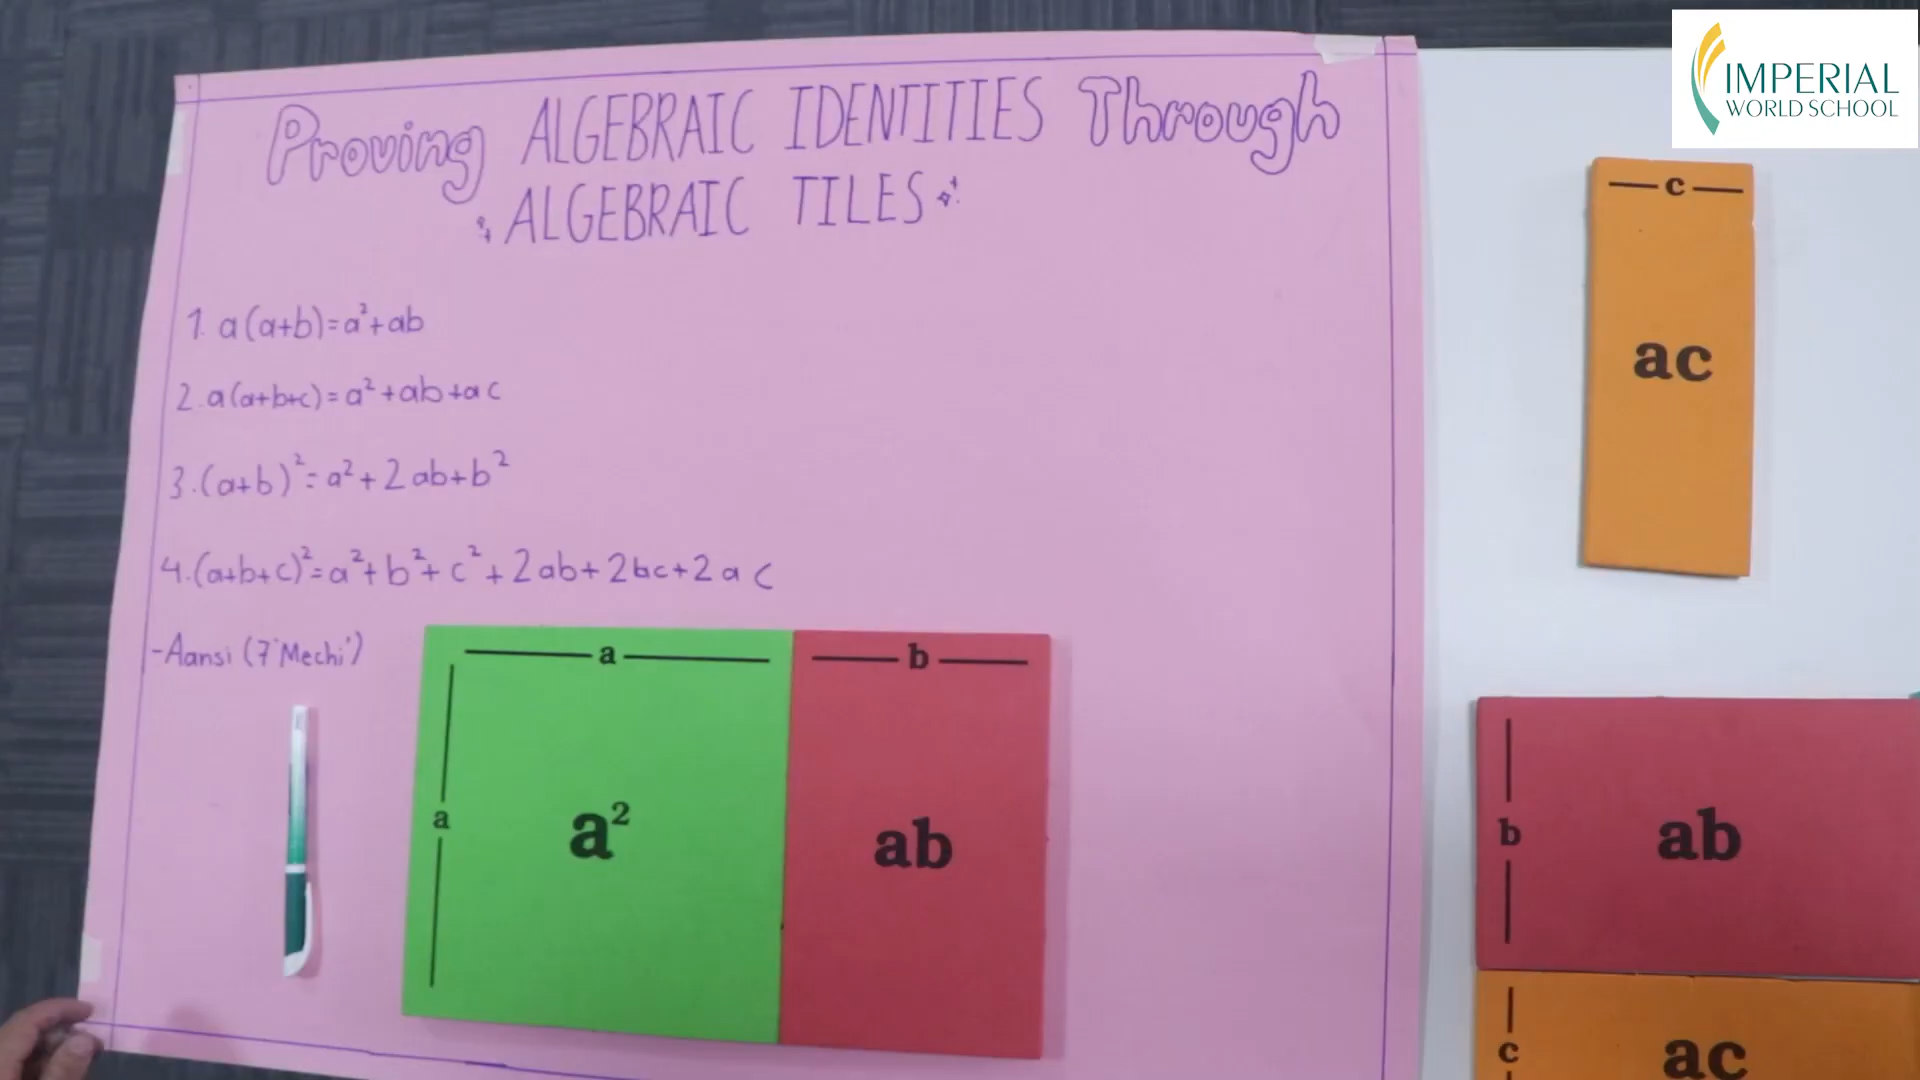 IMPERIAL
WORLD SCHOOL
Proving ALGEBRAIC IDENTITIES Through
ALGEBRAIC TILES
1. a(a+b)=a²+ab
2. a(a+b+c)=a²+ab+ac
3. (a+b)²=a²+2ab+b²
4. (a+b+c)²=a²+b²+c²+2ab+2bc+2ac
-Aansi (7'Mechi')
a
a
a²
b
ab
c
ac
b
ab
c
ac